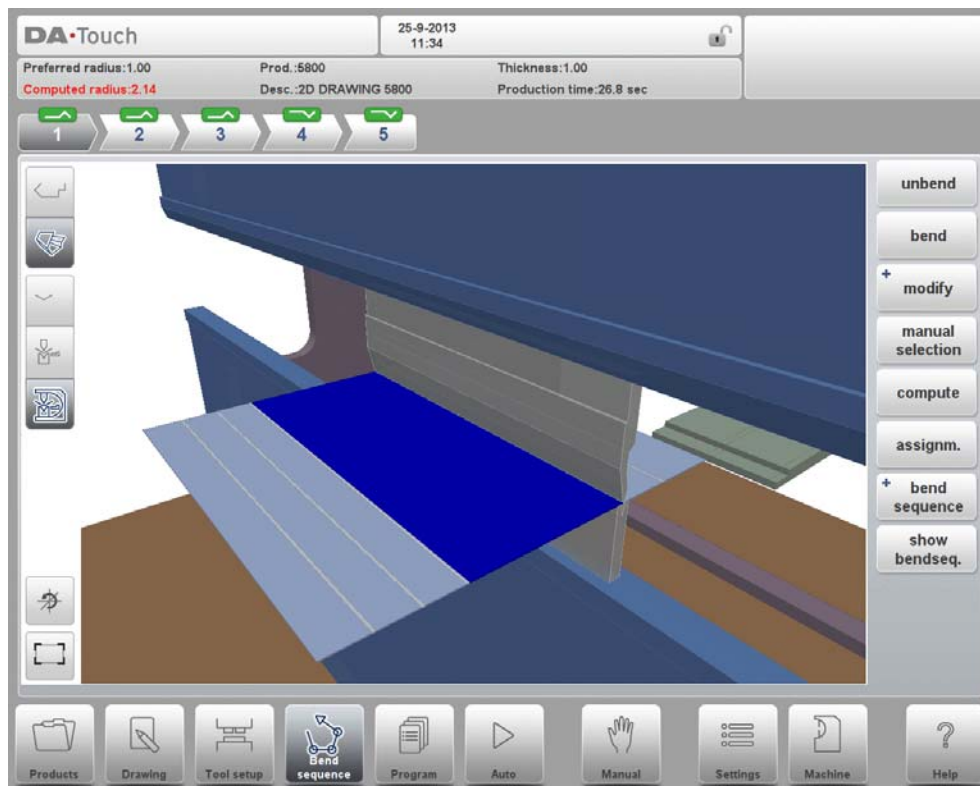 DA•Touch
25-9-2013
11:34
Preferred radius:1.00
Prod.:5800
Thickness:1.00
Computed radius:2.14
Desc.:2D DRAWING 5800
Production time:26.8 sec
1
2
3
4
5
unbend
bend
+ modify
manual
selection
compute
assignm.
+ bend
sequence
show
bendseq.
Products
Drawing
Tool setup
Bend
sequence
Program
Auto
Manual
Settings
Machine
? Help